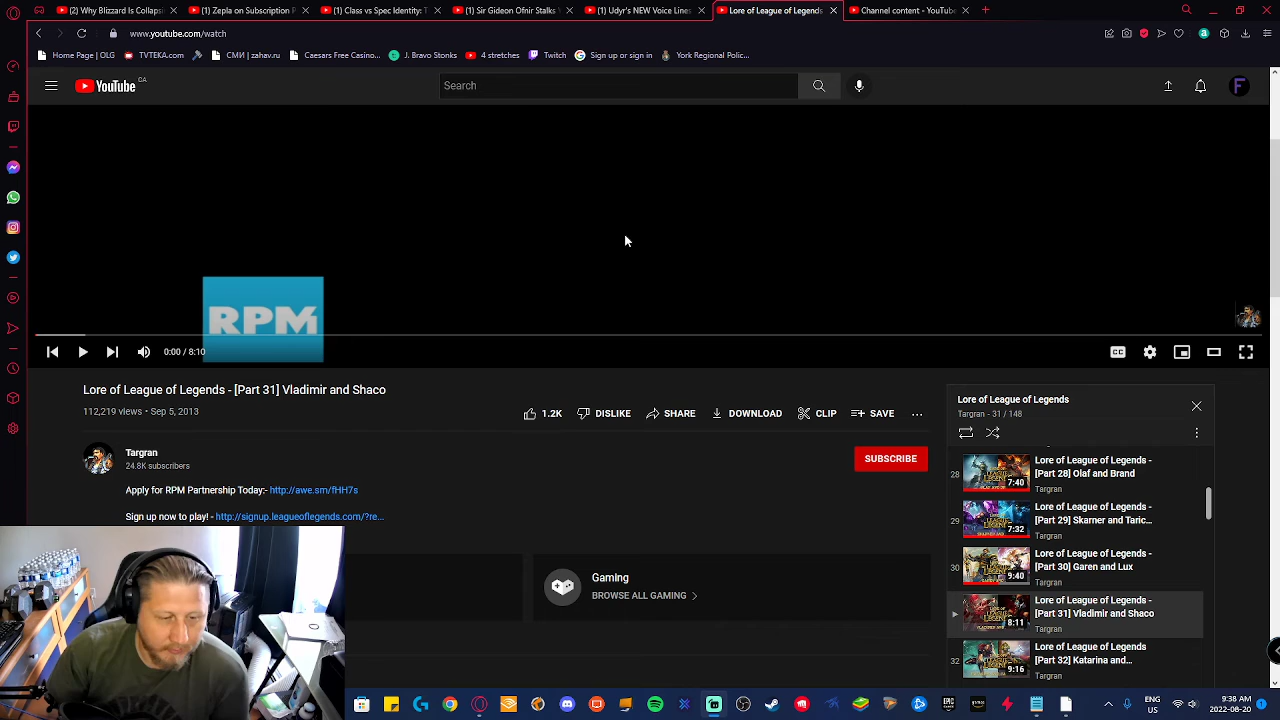 (2) Why Blizzard Is Collapsi
(1) Zepla on Subscription P
(1) Class vs Spec Identity: T
(1) Sir Gideon Ofnir Stalks Y
(1) Udyr's NEW Voice Lines
Lore of League of Legends
Channel content - YouTube
www.youtube.com/watch
Home Page | OLG
TVTEKA.com
СМИ | zahav.ru
Caesars Free Casino...
J. Bravo Stonks
4 stretches
Twitch
Sign up or sign in
York Regional Polic...
YouTube CA
Search
F
RPM
0:00 / 8:10
CC
Lore of League of Legends - [Part 31] Vladimir and Shaco
112,219 views • Sep 5, 2013
1.2K
DISLIKE
SHARE
DOWNLOAD
CLIP
SAVE
...
Targran
24.8K subscribers
SUBSCRIBE
Apply for RPM Partnership Today:- http://awe.sm/fHH7s
Sign up now to play! - http://signup.leagueoflegends.com/?re...
Gaming
BROWSE ALL GAMING
Lore of League of Legends
Targran - 31 / 148
28
7:40
Lore of League of Legends -
[Part 28] Olaf and Brand
Targran
29
7:32
Lore of League of Legends -
[Part 29] Skarner and Taric...
Targran
30
9:40
Lore of League of Legends -
[Part 30] Garen and Lux
Targran
8:11
Lore of League of Legends -
[Part 31] Vladimir and Shaco
Targran
32
9:16
Lore of League of Legends -
[Part 32] Katarina and...
Targran
ENG
US
9:38 AM
2022-06-20